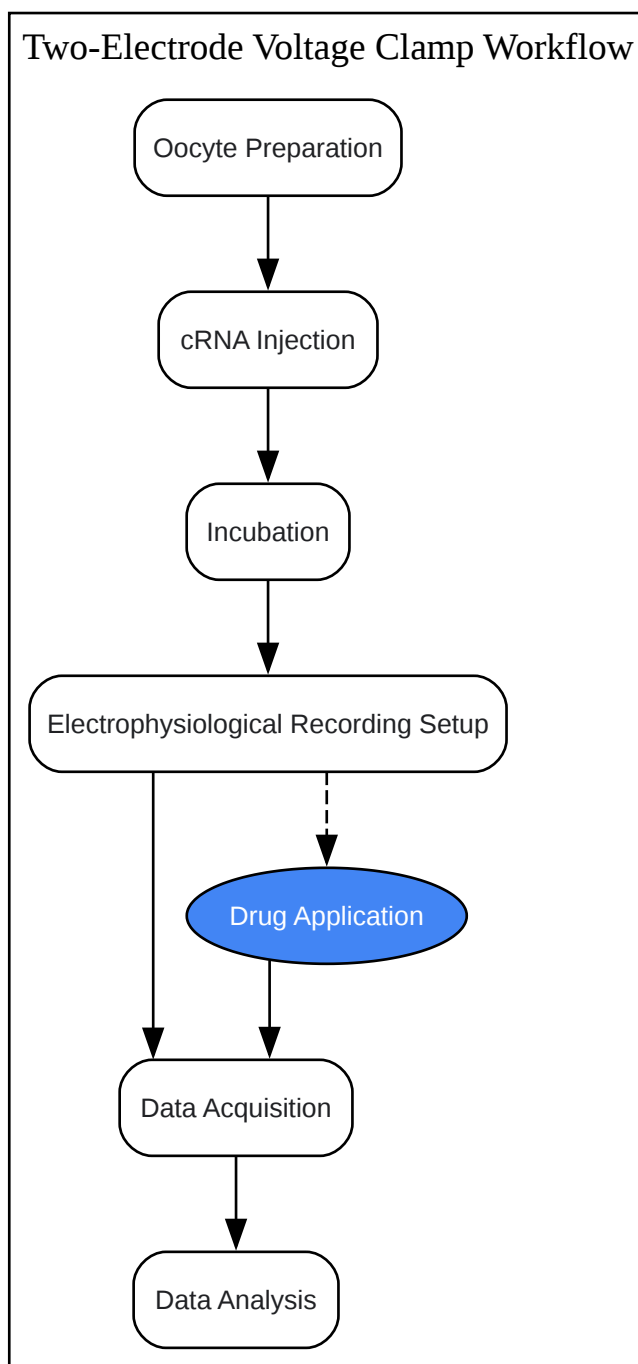 Two-Electrode Voltage Clamp Workflow
Oocyte Preparation
cRNA Injection
Incubation
Electrophysiological Recording Setup
Drug Application
Data Acquisition
Data Analysis